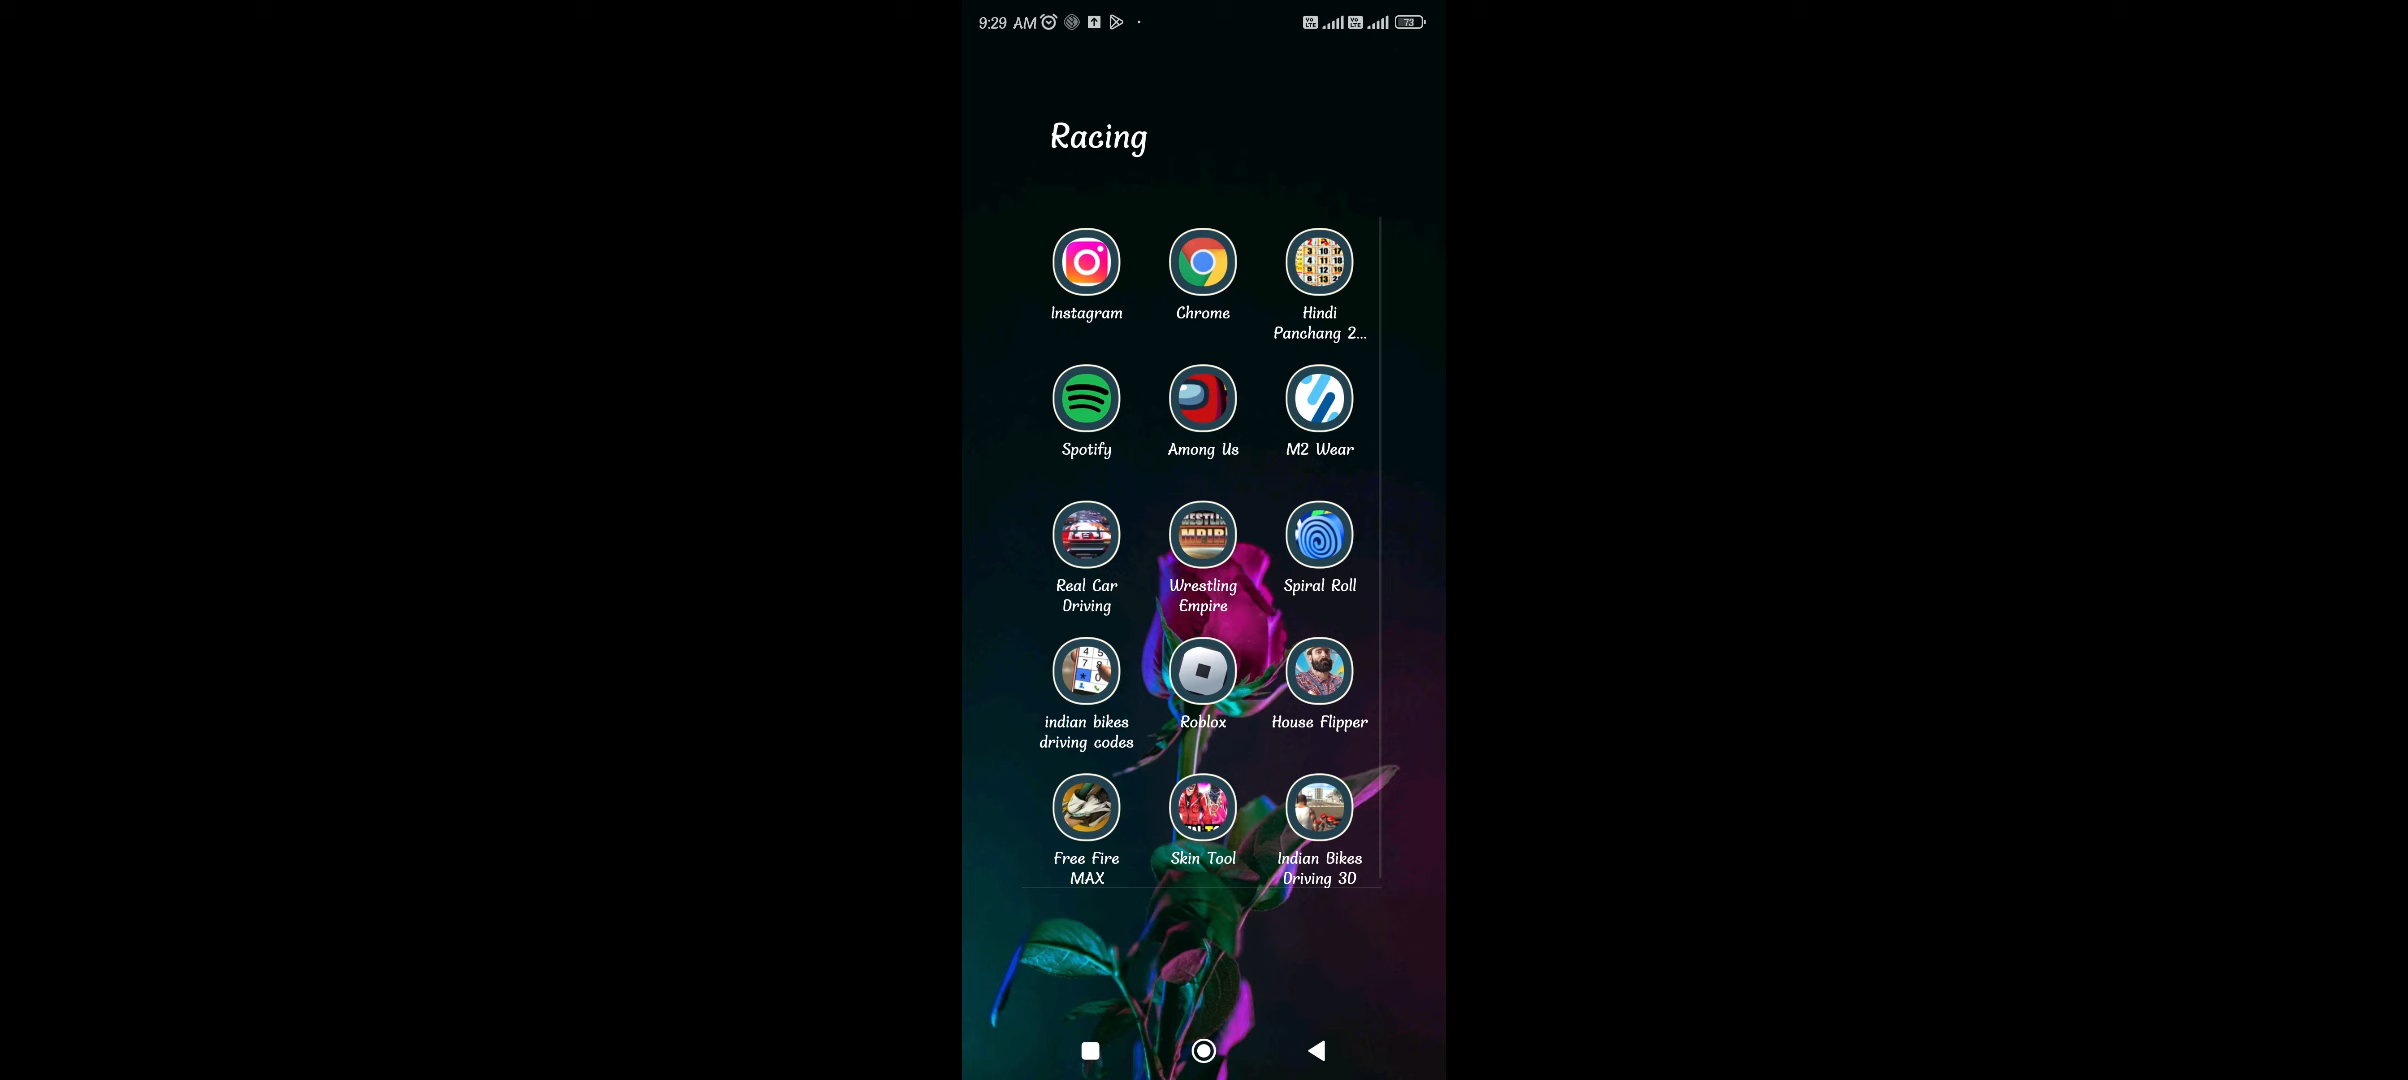 9:29 AM
73
Racing
Instagram
Chrome
Hindi
Panchang 2...
Spotify
Among Us
M2 Wear
Real Car
Driving
Wrestling
Empire
Spiral Roll
indian bikes
driving codes
Roblox
House Flipper
Free Fire
MAX
Skin Tool
Indian Bikes
Driving 3D